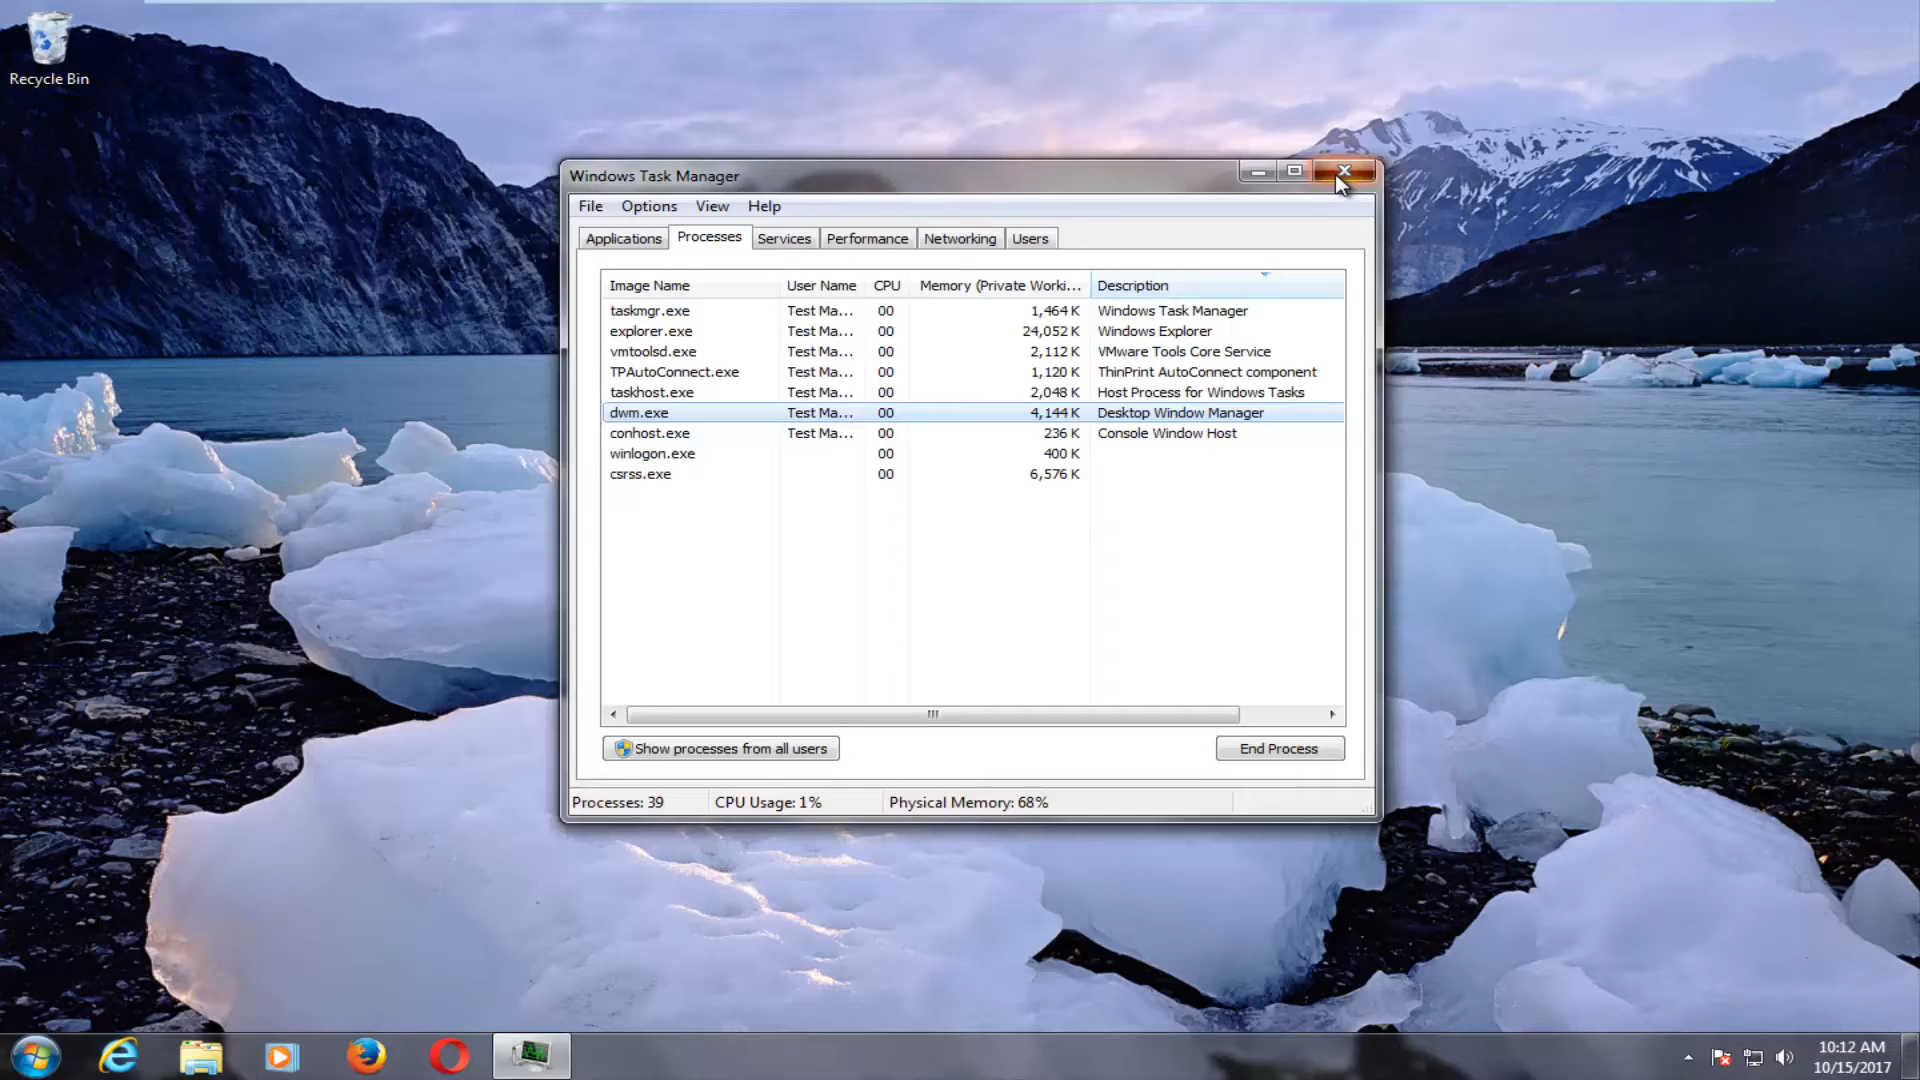 Recycle Bin
Windows Task Manager
File Options View Help
Applications Processes Services Performance Networking Users
Image Name User Name CPU Memory (Private Worki... Description
taskmgr.exe Test Ma... 00 1,464 K Windows Task Manager
explorer.exe Test Ma... 00 24,052 K Windows Explorer
vmtoolsd.exe Test Ma... 00 2,112 K VMware Tools Core Service
TPAutoConnect.exe Test Ma... 00 1,120 K ThinPrint AutoConnect component
taskhost.exe Test Ma... 00 2,048 K Host Process for Windows Tasks
dwm.exe Test Ma... 00 4,144 K Desktop Window Manager
conhost.exe Test Ma... 00 236 K Console Window Host
winlogon.exe 00 400 K
csrss.exe 00 6,576 K
Show processes from all users End Process
Processes: 39 CPU Usage: 1% Physical Memory: 68%
10:12 AM
10/15/2017